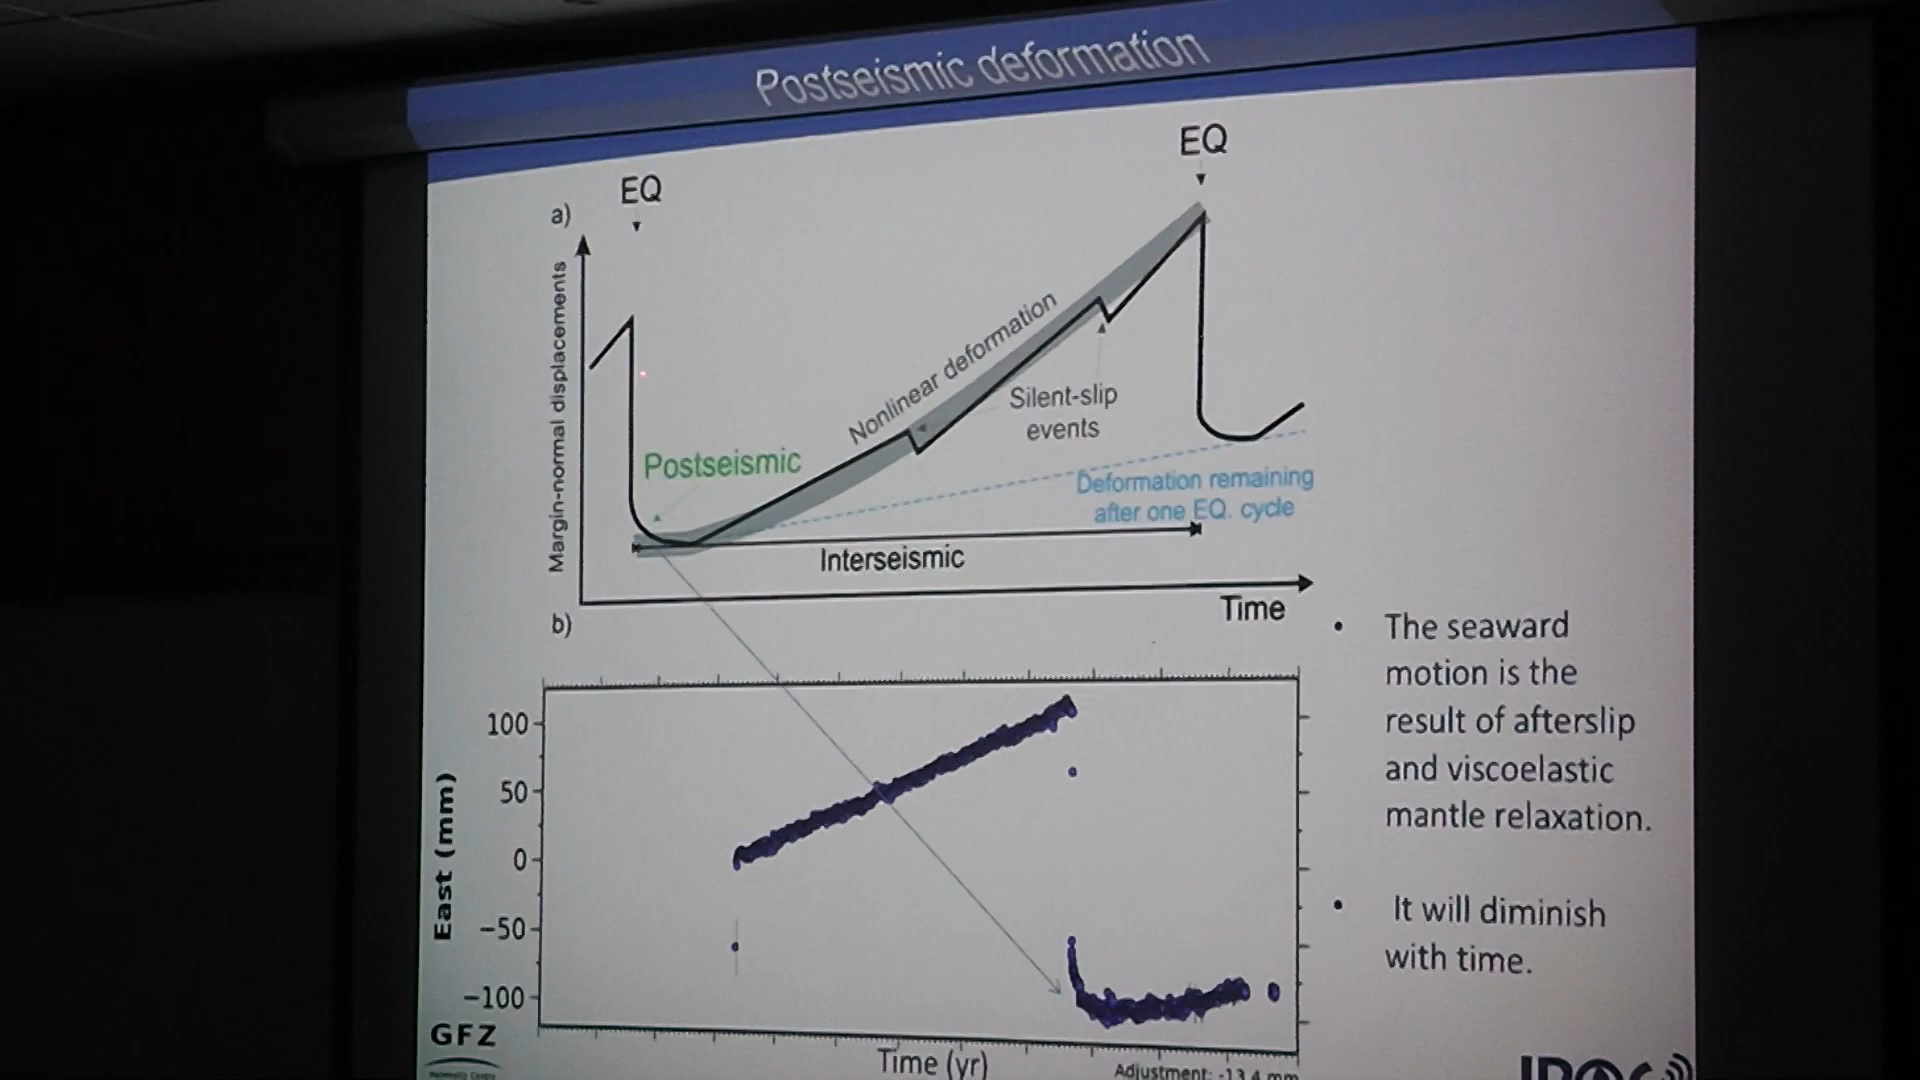 Postseismic deformation
EQ
EQ
a)
Margin-normal displacements
Nonlinear deformation
Silent-slip
events
Postseismic
Deformation remaining
after one EQ. cycle
Interseismic
Time
b)
100
50
0
−50
−100
East (mm)
Time (yr)
Adjustment: -13.4 mm
• The seaward
motion is the
result of afterslip
and viscoelastic
mantle relaxation.
• It will diminish
with time.
GFZ
IPOC